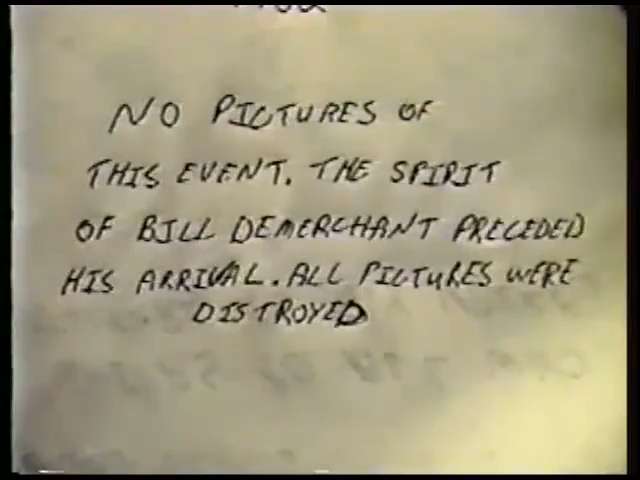 NO PICTURES OF
THIS EVENT. THE SPIRIT
OF BILL DEMERCHANT PRECEDED
HIS ARRIVAL. ALL PICTURES WERE
DISTROYED